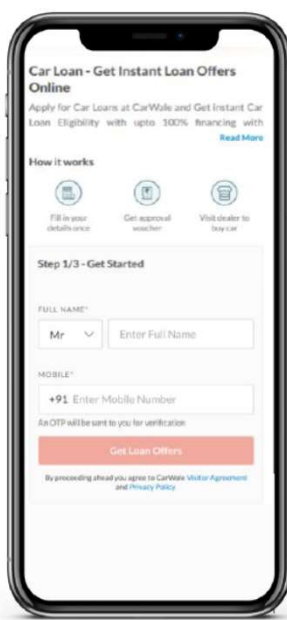 Car Loan - Get Instant Loan Offers
Online
Apply for Car Loans at CarWale and Get Instant Car
Loan Eligibility with upto 100% financing with
Read More
How it works
Fill in your
details once
Get approval
voucher
Visit dealer to
buy car
Step 1/3 - Get Started
FULL NAME*
Mr Enter Full Name
MOBILE*
+91 Enter Mobile Number
An OTP will be sent to you for verification
Get Loan Offers
By proceeding ahead you agree to CarWale Visitor Agreement
and Privacy Policy